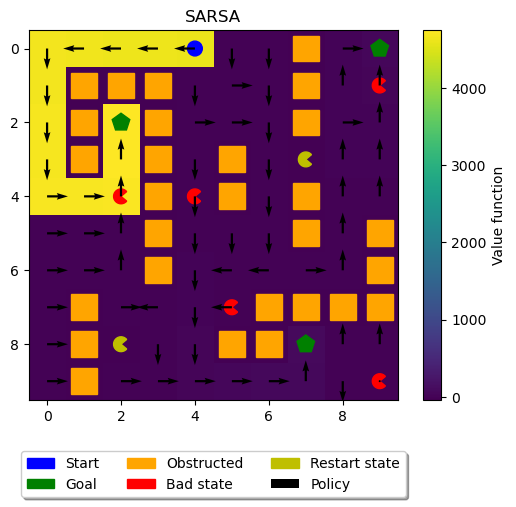 SARSA
0
2
4
6
8
0 2 4 6 8
4000
3000
2000
1000
0
Value function
Start Obstructed Restart state
Goal Bad state Policy